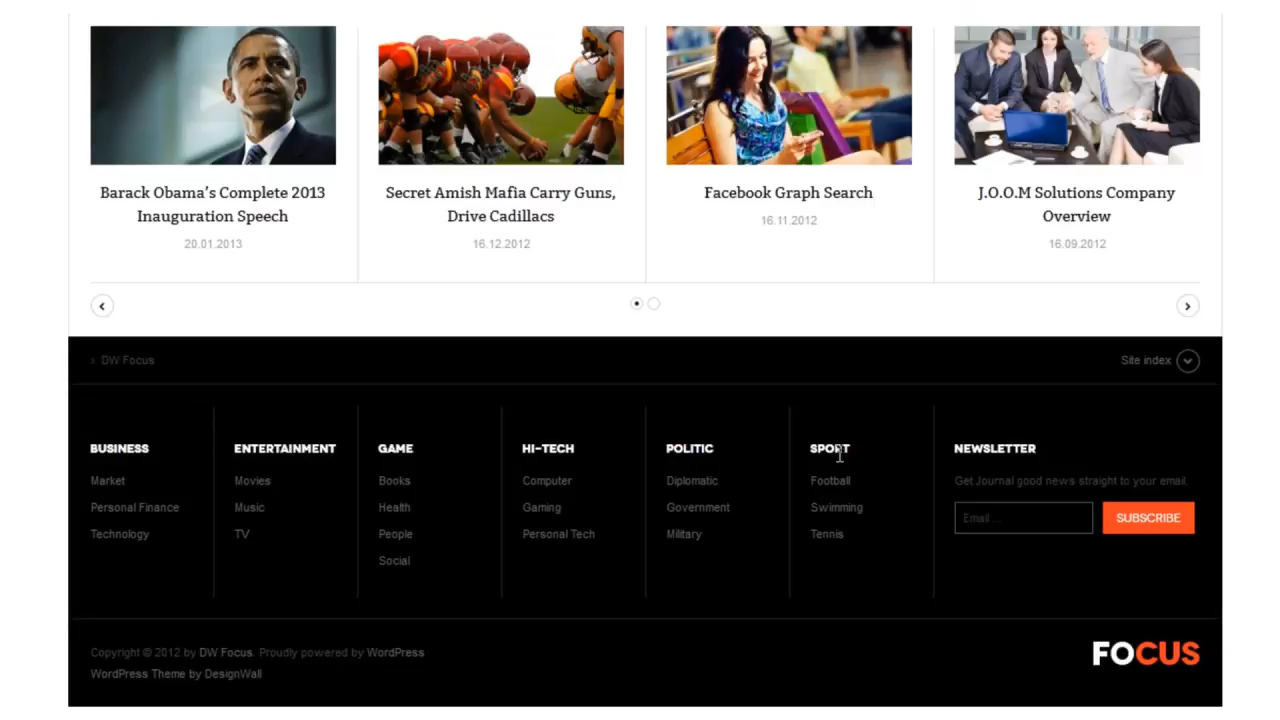 Barack Obama's Complete 2013
Inauguration Speech
20.01.2013
Secret Amish Mafia Carry Guns,
Drive Cadillacs
16.12.2012
Facebook Graph Search
16.11.2012
J.O.O.M Solutions Company
Overview
16.09.2012
DW Focus
Site index
BUSINESS
Market
Personal Finance
Technology
ENTERTAINMENT
Movies
Music
TV
GAME
Books
Health
People
Social
HI-TECH
Computer
Gaming
Personal Tech
POLITIC
Diplomatic
Government
Military
SPORT
Football
Swimming
Tennis
NEWSLETTER
Get Journal good news straight to your email.
Email ...
SUBSCRIBE
Copyright © 2012 by DW Focus. Proudly powered by WordPress
WordPress Theme by DesignWall
FOCUS